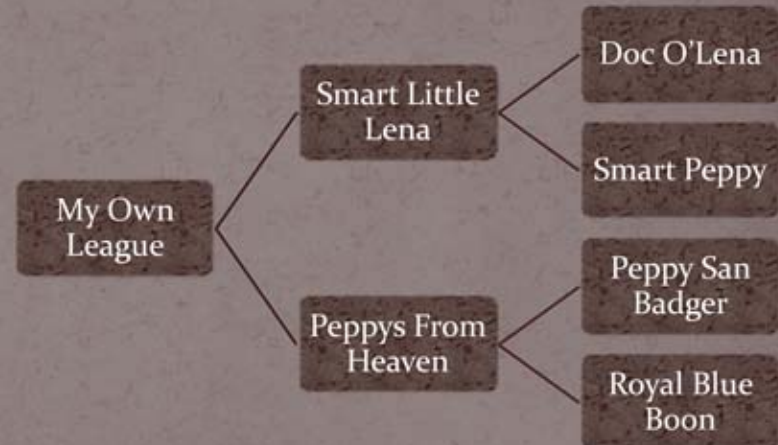 My Own
League
Smart Little
Lena
Peppys From
Heaven
Doc O'Lena
Smart Peppy
Peppy San
Badger
Royal Blue
Boon